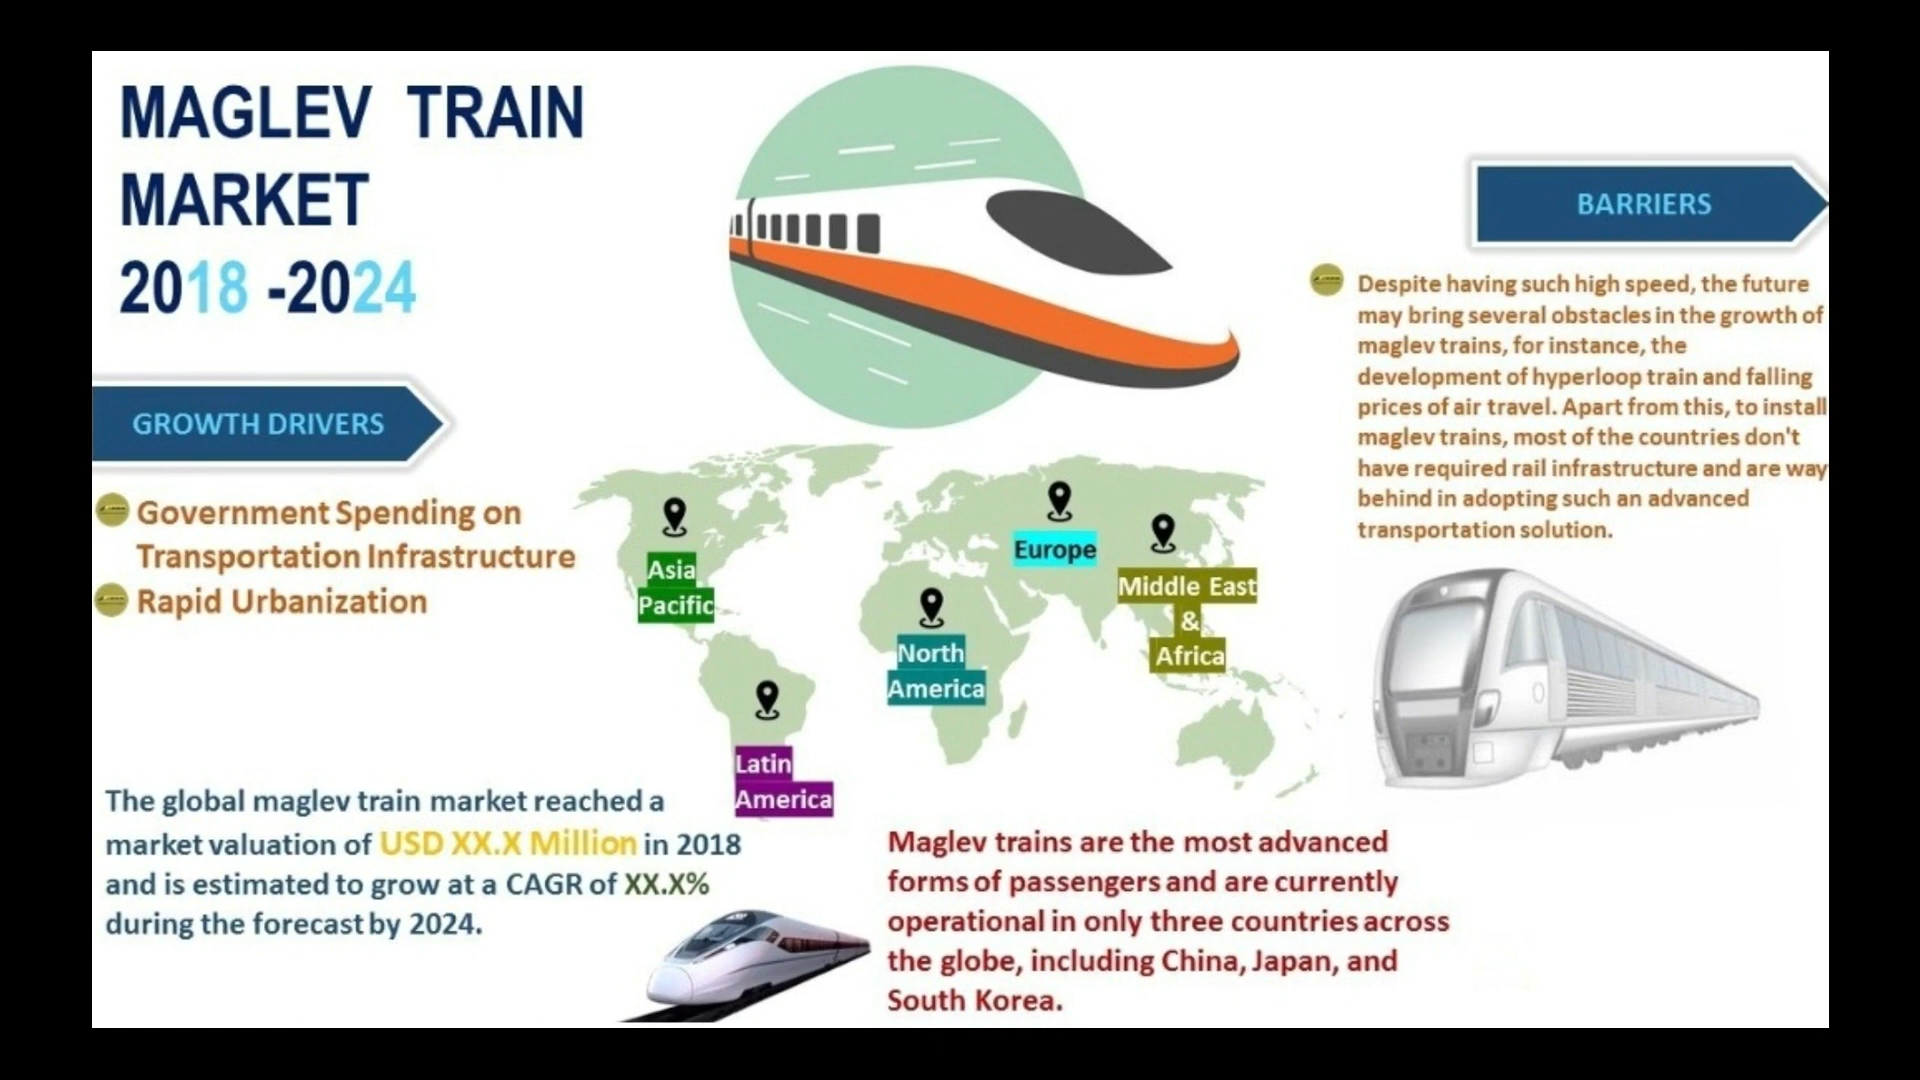 MAGLEV TRAIN
MARKET
2018 -2024
GROWTH DRIVERS
Government Spending on
Transportation Infrastructure
Rapid Urbanization
BARRIERS
Despite having such high speed, the future
may bring several obstacles in the growth of
maglev trains, for instance, the
development of hyperloop train and falling
prices of air travel. Apart from this, to install
maglev trains, most of the countries don't
have required rail infrastructure and are way
behind in adopting such an advanced
transportation solution.
Asia
Pacific
North
America
Europe
Middle East
&
Africa
Latin
America
The global maglev train market reached a
market valuation of USD XX.X Million in 2018
and is estimated to grow at a CAGR of XX.X%
during the forecast by 2024.
Maglev trains are the most advanced
forms of passengers and are currently
operational in only three countries across
the globe, including China, Japan, and
South Korea.